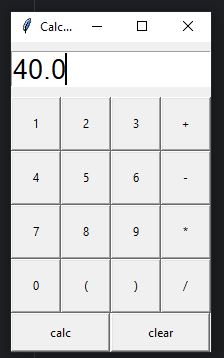 Calc...
40.0
1 2 3 +
4 5 6 -
7 8 9 *
0 ( ) /
calc clear